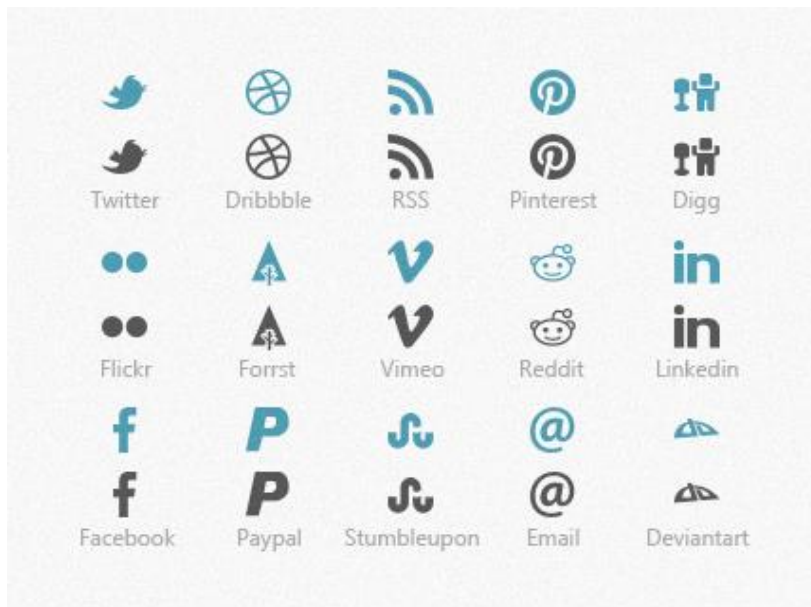 Twitter Dribbble RSS Pinterest Digg
Flickr Forrst Vimeo Reddit Linkedin
Facebook Paypal Stumbleupon Email Deviantart